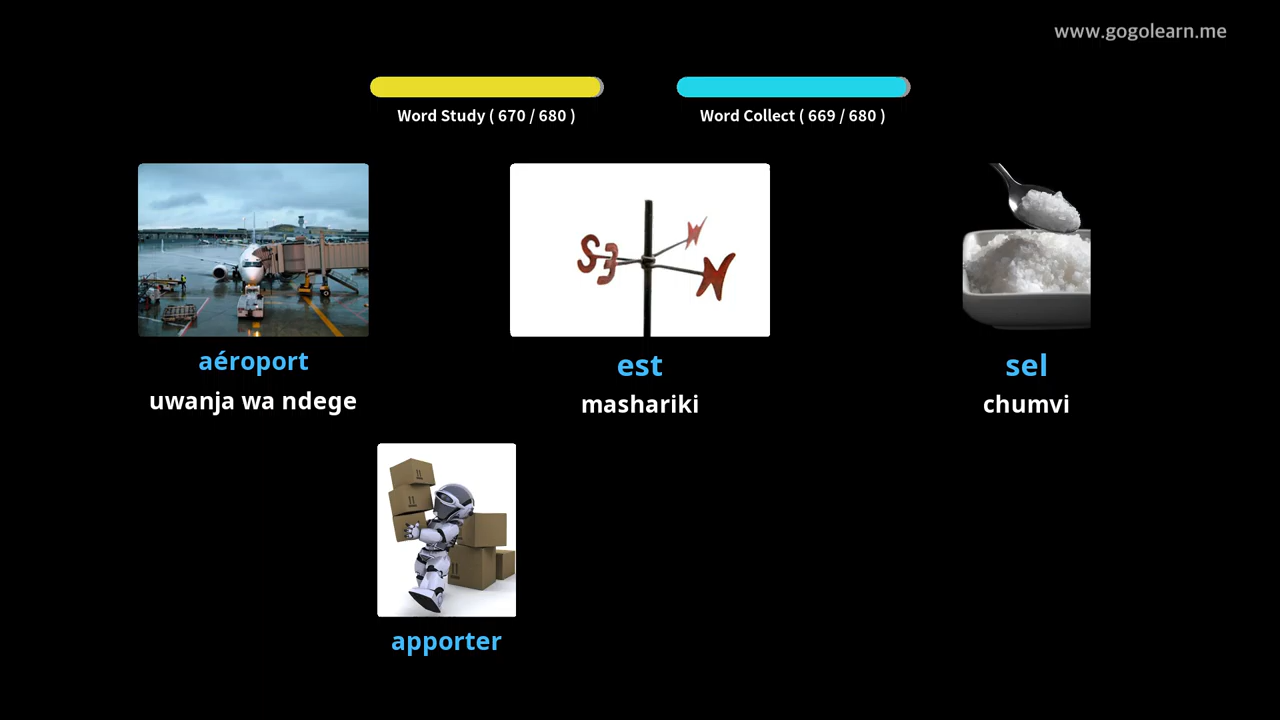 www.gogolearn.me
Word Study ( 670 / 680 )
Word Collect ( 669 / 680 )
S
E
N
W
aéroport
est
sel
uwanja wa ndege
mashariki
chumvi
apporter